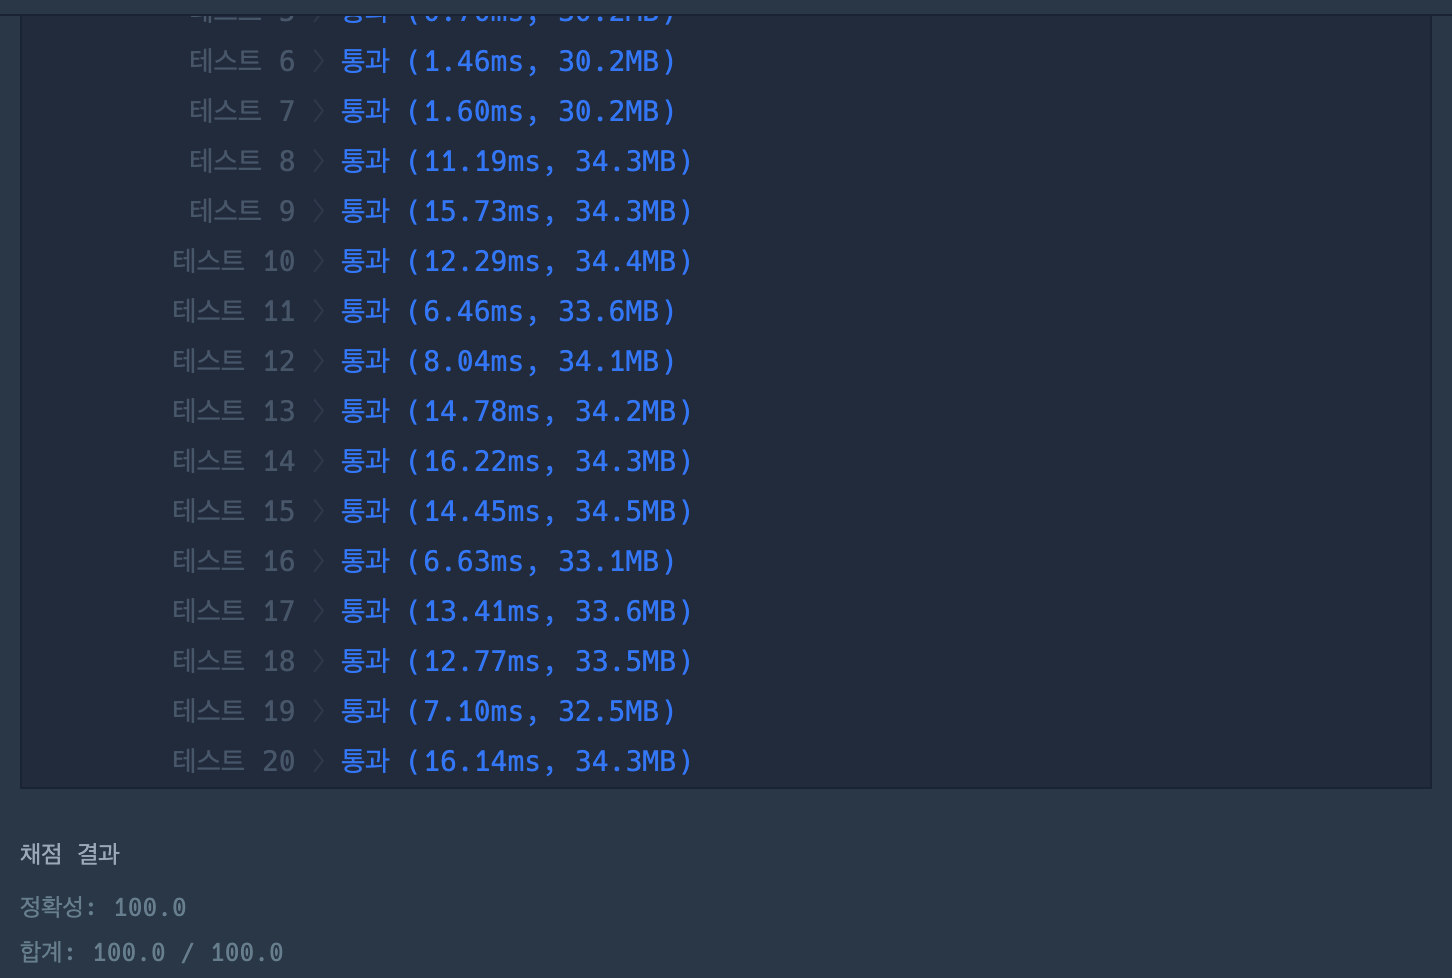 테스트 6 〉 통과 (1.46ms, 30.2MB)
테스트 7 〉 통과 (1.60ms, 30.2MB)
테스트 8 〉 통과 (11.19ms, 34.3MB)
테스트 9 〉 통과 (15.73ms, 34.3MB)
테스트 10 〉 통과 (12.29ms, 34.4MB)
테스트 11 〉 통과 (6.46ms, 33.6MB)
테스트 12 〉 통과 (8.04ms, 34.1MB)
테스트 13 〉 통과 (14.78ms, 34.2MB)
테스트 14 〉 통과 (16.22ms, 34.3MB)
테스트 15 〉 통과 (14.45ms, 34.5MB)
테스트 16 〉 통과 (6.63ms, 33.1MB)
테스트 17 〉 통과 (13.41ms, 33.6MB)
테스트 18 〉 통과 (12.77ms, 33.5MB)
테스트 19 〉 통과 (7.10ms, 32.5MB)
테스트 20 〉 통과 (16.14ms, 34.3MB)
채점 결과
정확성: 100.0
합계: 100.0 / 100.0